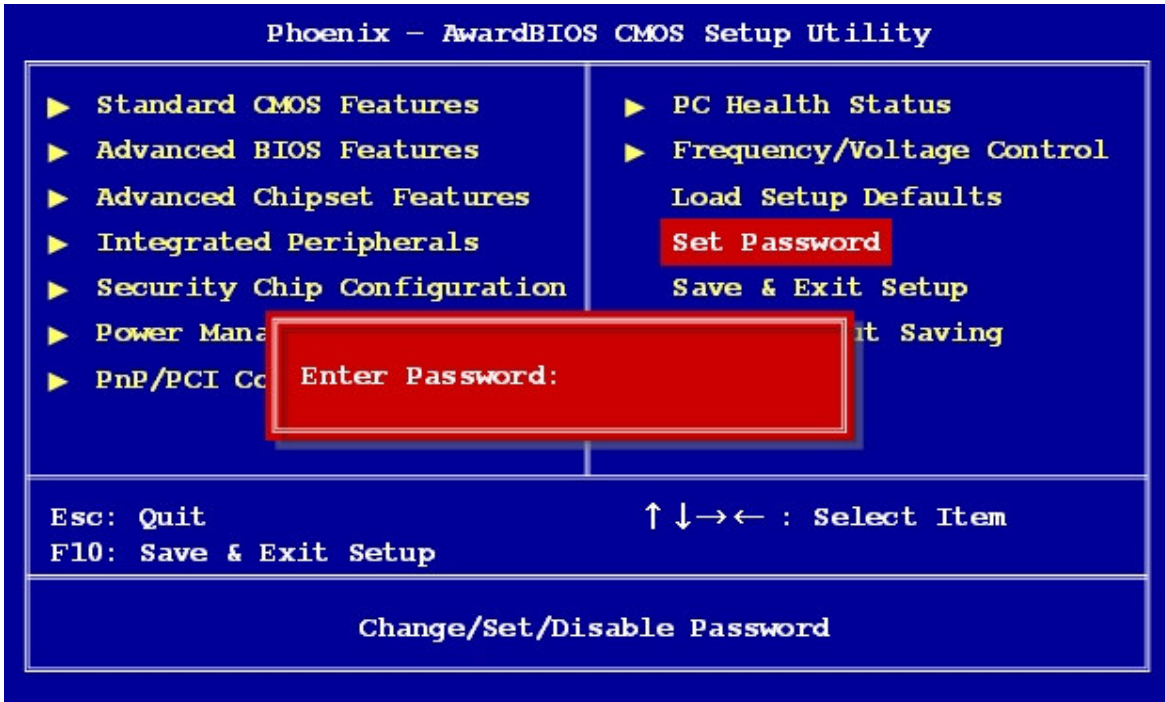 Phoenix - AwardBIOS CMOS Setup Utility
▶ Standard CMOS Features
▶ Advanced BIOS Features
▶ Advanced Chipset Features
▶ Integrated Peripherals
▶ Security Chip Configuration
▶ Power Mana
▶ PnP/PCI Co
▶ PC Health Status
▶ Frequency/Voltage Control
Load Setup Defaults
Set Password
Save & Exit Setup
ut Saving
Enter Password:
Esc: Quit
F10: Save & Exit Setup
↑↓→← : Select Item
Change/Set/Disable Password